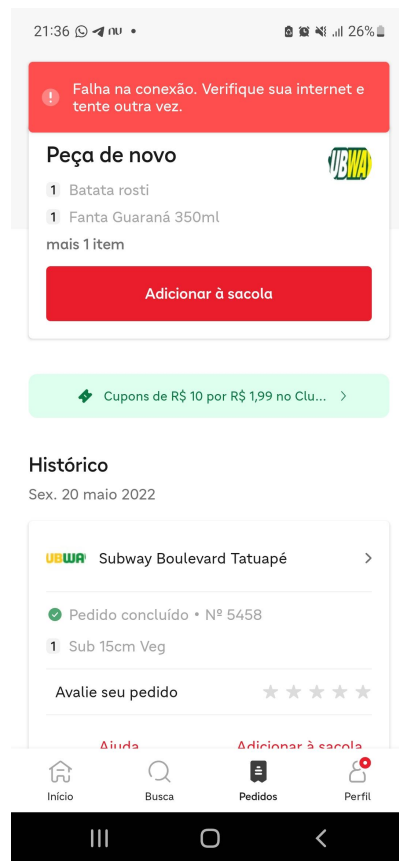 21:36
26%
Falha na conexão. Verifique sua internet e
tente outra vez.
Peça de novo
UBWA
1 Batata rosti
1 Fanta Guaraná 350ml
mais 1 item
Adicionar à sacola
Cupons de R$ 10 por R$ 1,99 no Clu...
Histórico
Sex. 20 maio 2022
UBWA Subway Boulevard Tatuapé
Pedido concluído • Nº 5458
1 Sub 15cm Veg
Avalie seu pedido
Ajuda Adicionar à sacola
Início Busca Pedidos Perfil